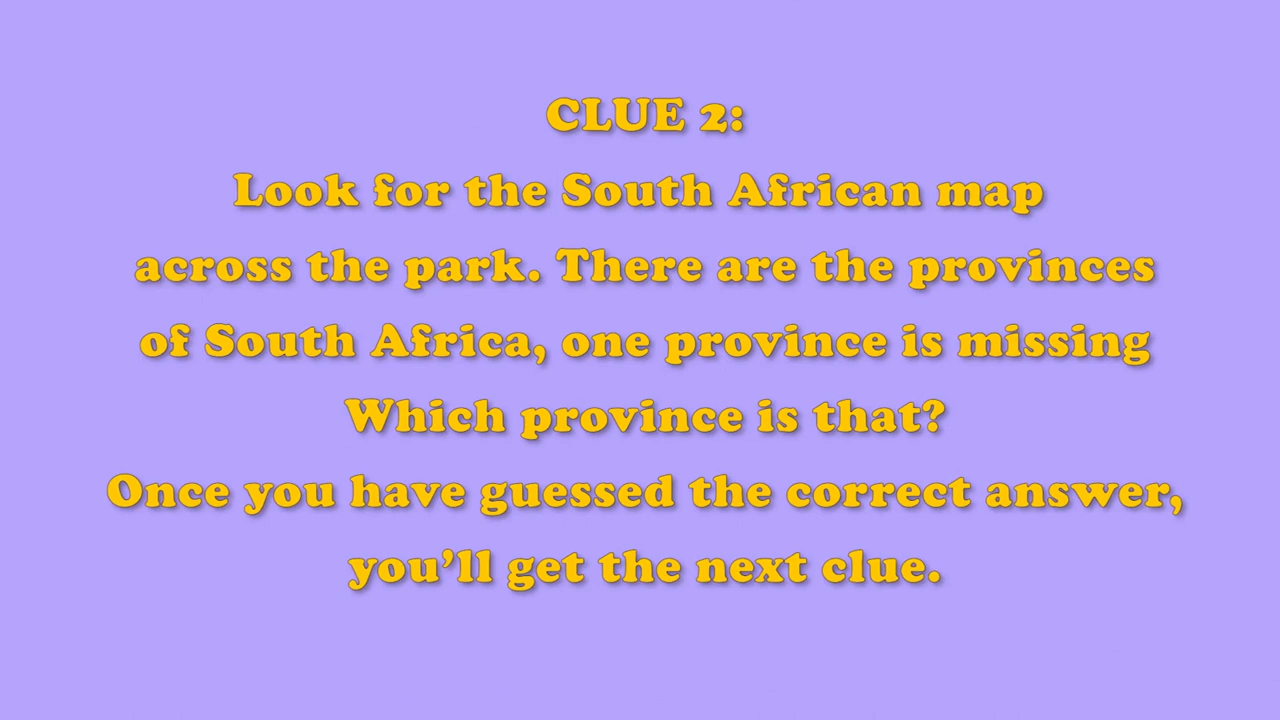 CLUE 2:
Look for the South African map
across the park. There are the provinces
of South Africa, one province is missing
Which province is that?
Once you have guessed the correct answer,
you’ll get the next clue.